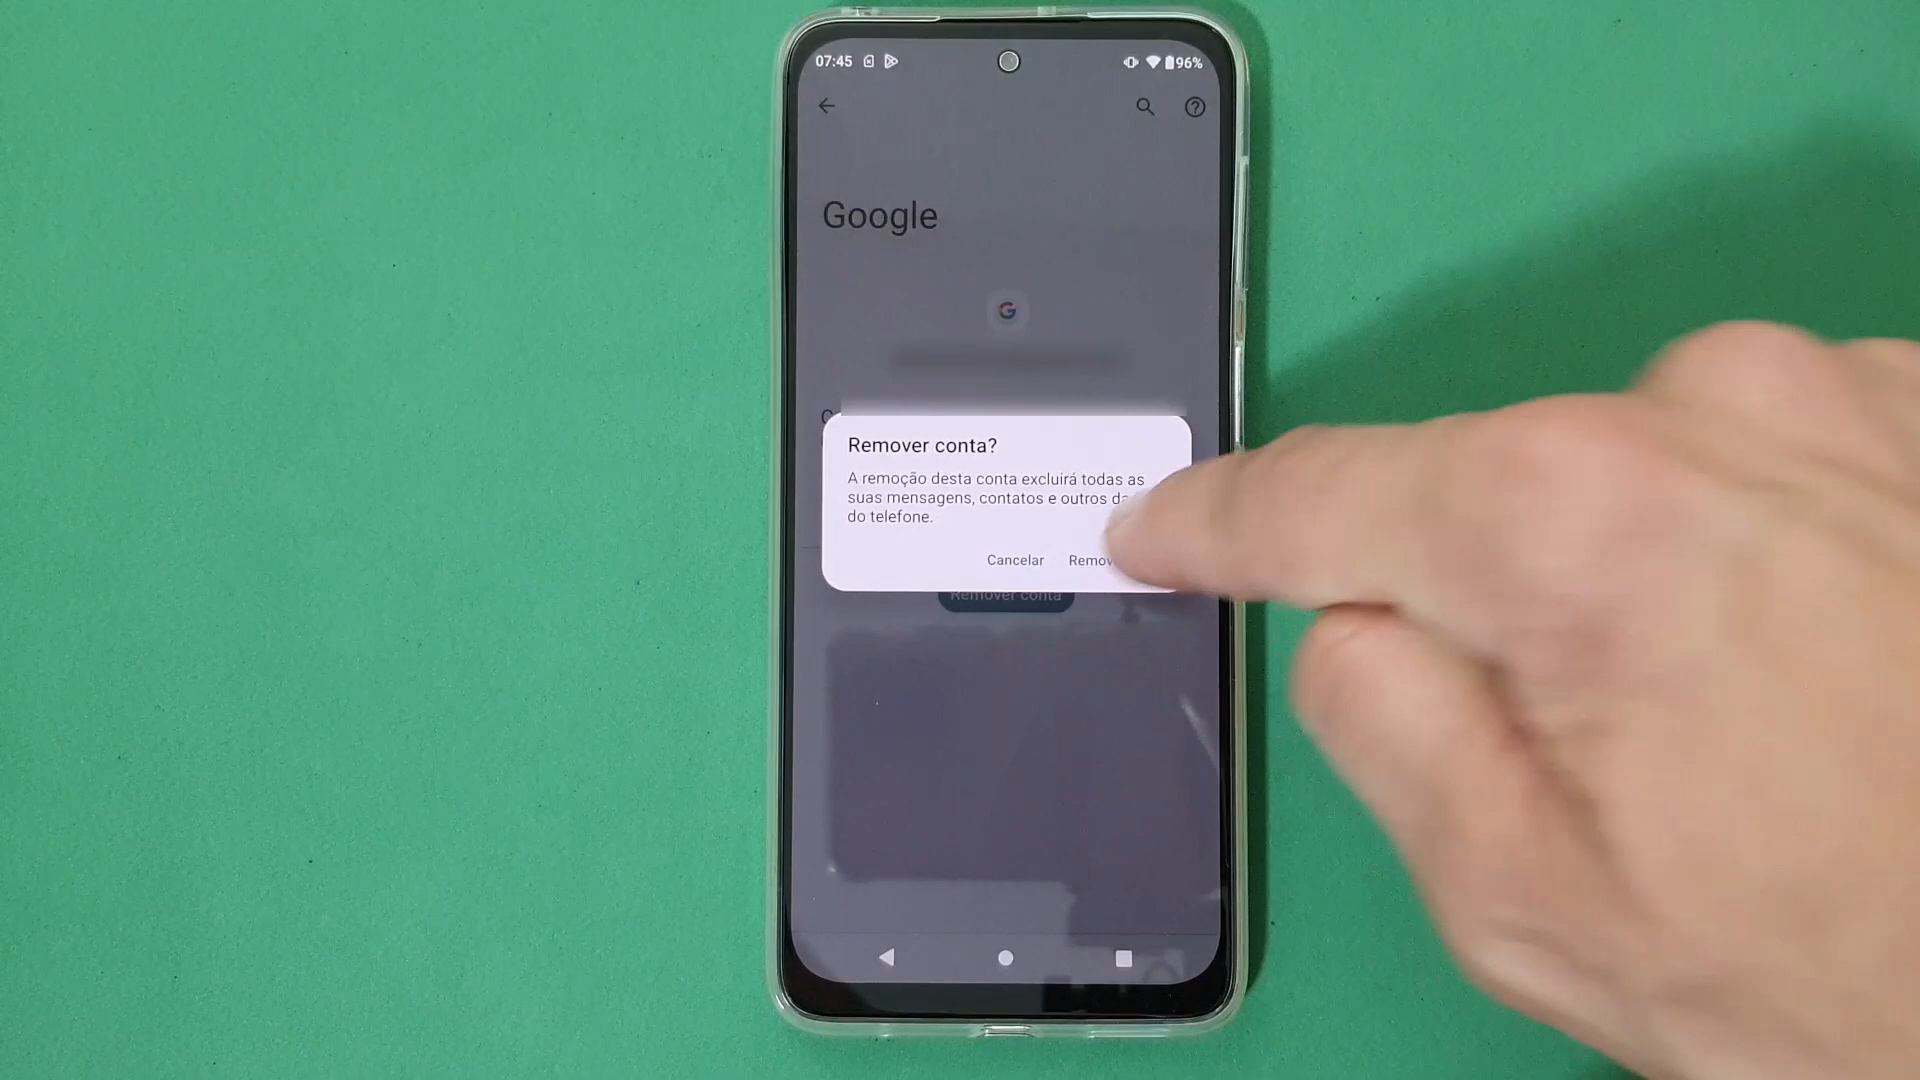 07:45
96%
Google
G
Remover conta?
A remoção desta conta excluirá todas as
suas mensagens, contatos e outros
do telefone.
Cancelar
Remover conta